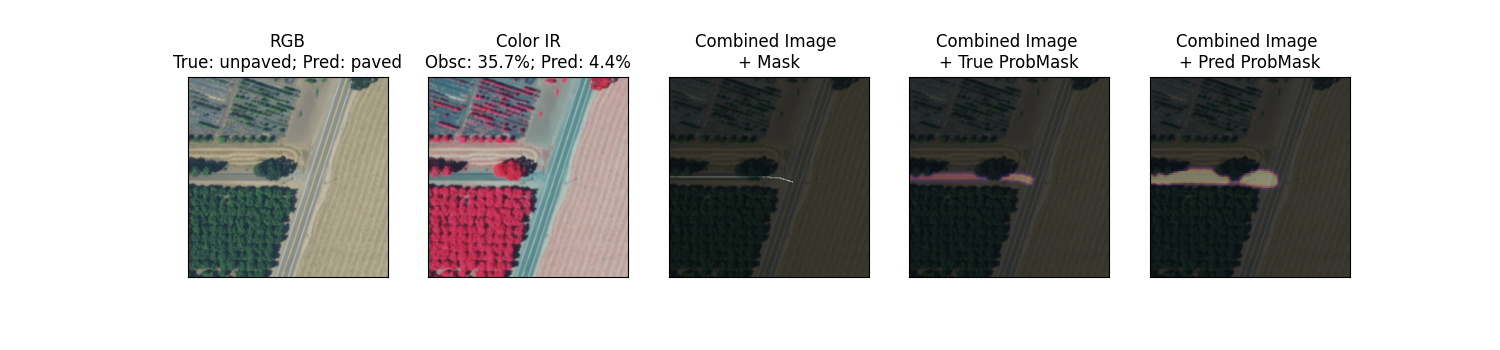 RGB
True: unpaved; Pred: paved
Color IR
Obsc: 35.7%; Pred: 4.4%
Combined Image
+ Mask
Combined Image
+ True ProbMask
Combined Image
+ Pred ProbMask